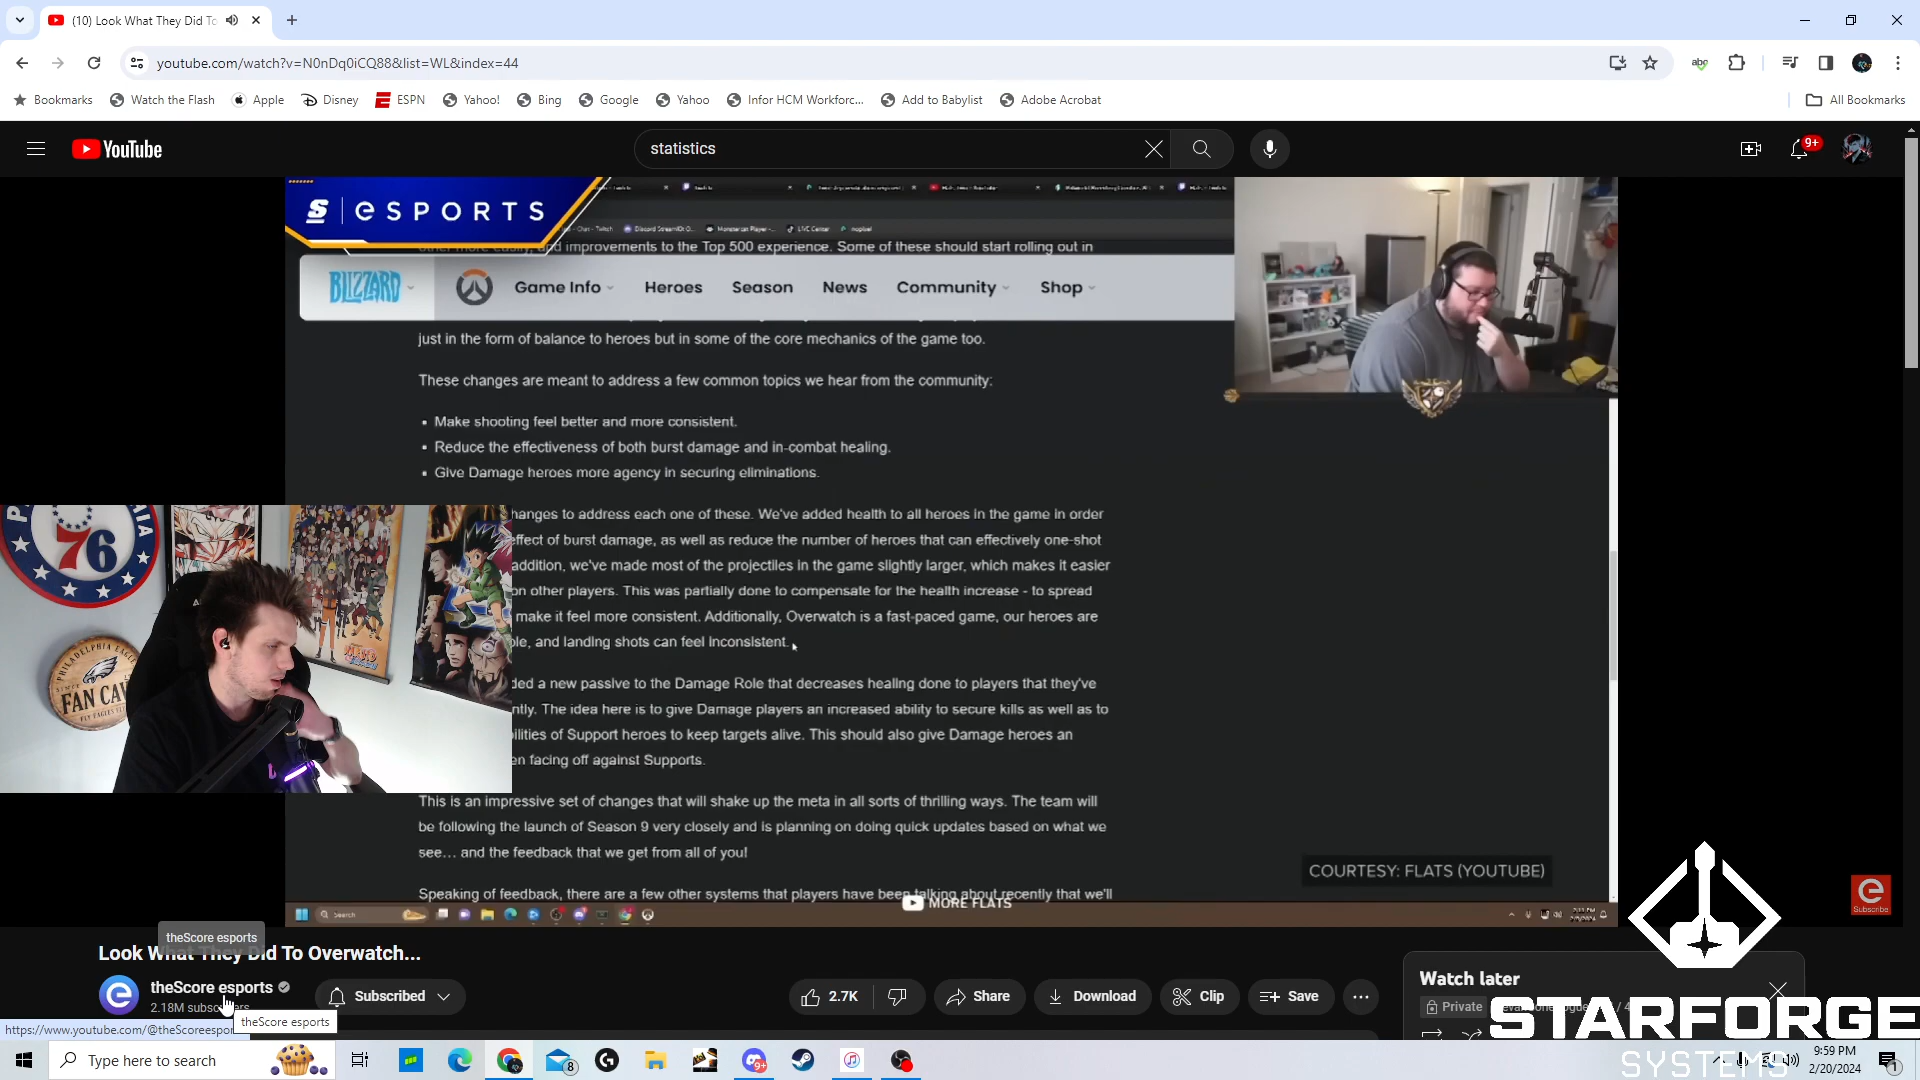 (10) Look What They Did To
youtube.com/watch?v=N0nDq0iCQ88&list=WL&index=44
Bookmarks
Watch the Flash
Apple
Disney
ESPN
Yahoo!
Bing
Google
Yahoo
Infor HCM Workforc...
Add to Babylist
Adobe Acrobat
All Bookmarks
YouTube
statistics
9+
eSPORTS
and improvements to the Top 500 experience. Some of these should start rolling out in
BLIZZARD
Game Info
Heroes
Season
News
Community
Shop
just in the form of balance to heroes but in some of the core mechanics of the game too.
These changes are meant to address a few common topics we hear from the community:
• Make shooting feel better and more consistent.
• Reduce the effectiveness of both burst damage and in-combat healing.
• Give Damage heroes more agency in securing eliminations.
hanges to address each one of these. We've added health to all heroes in the game in order
ffect of burst damage, as well as reduce the number of heroes that can effectively one-shot
addition, we've made most of the projectiles in the game slightly larger, which makes it easier
on other players. This was partially done to compensate for the health increase - to spread
make it feel more consistent. Additionally, Overwatch is a fast-paced game, our heroes are
le, and landing shots can feel inconsistent.
ded a new passive to the Damage Role that decreases healing done to players that they've
ntly. The idea here is to give Damage players an increased ability to secure kills as well as to
ilities of Support heroes to keep targets alive. This should also give Damage heroes an
en facing off against Supports.
This is an impressive set of changes that will shake up the meta in all sorts of thrilling ways. The team will
be following the launch of Season 9 very closely and is planning on doing quick updates based on what we
see... and the feedback that we get from all of you!
Speaking of feedback, there are a few other systems that players have been talking about recently that we'll
COURTESY: FLATS (YOUTUBE)
MORE FLATS
76
PHILADELPHIA EAGLES
FAN CAVE
Subscribe
theScore esports
Look What They Did To Overwatch...
theScore esports
2.18M subscribers
theScore esports
Subscribed
2.7K
Share
Download
Clip
Save
Watch later
Private
https://www.youtube.com/@theScoreespor
STARFORGE
SYSTEMS
Type here to search
8
9+
9:59 PM
2/20/2024
1